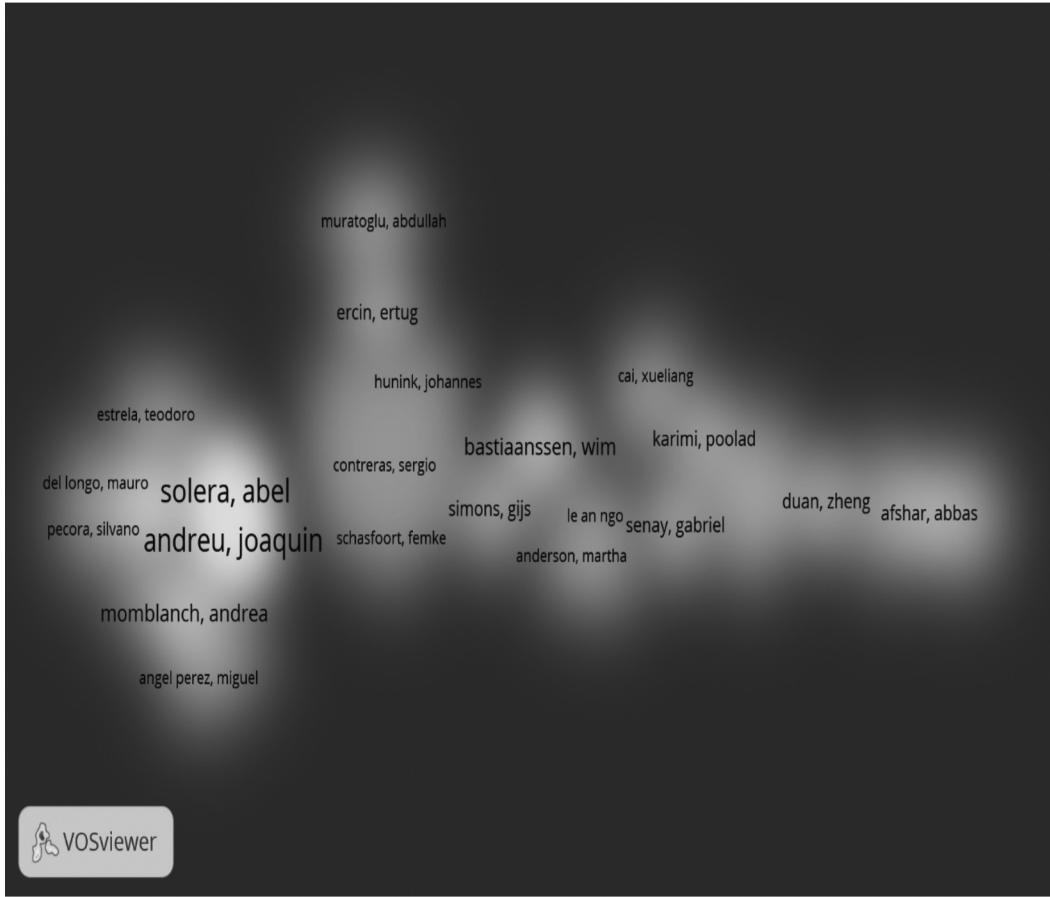 muratoglu, abdullah
ercin, ertug
hunink, johannes
cai, xueliang
estrela, teodoro
bastiaanssen, wim
karimi, poolad
contreras, sergio
del longo, mauro
solera, abel
simons, gijs
le an ngo
senay, gabriel
duan, zheng
afshar, abbas
pecora, silvano
andreu, joaquin
schasfoort, femke
anderson, martha
momblanch, andrea
angel perez, miguel
VOSviewer